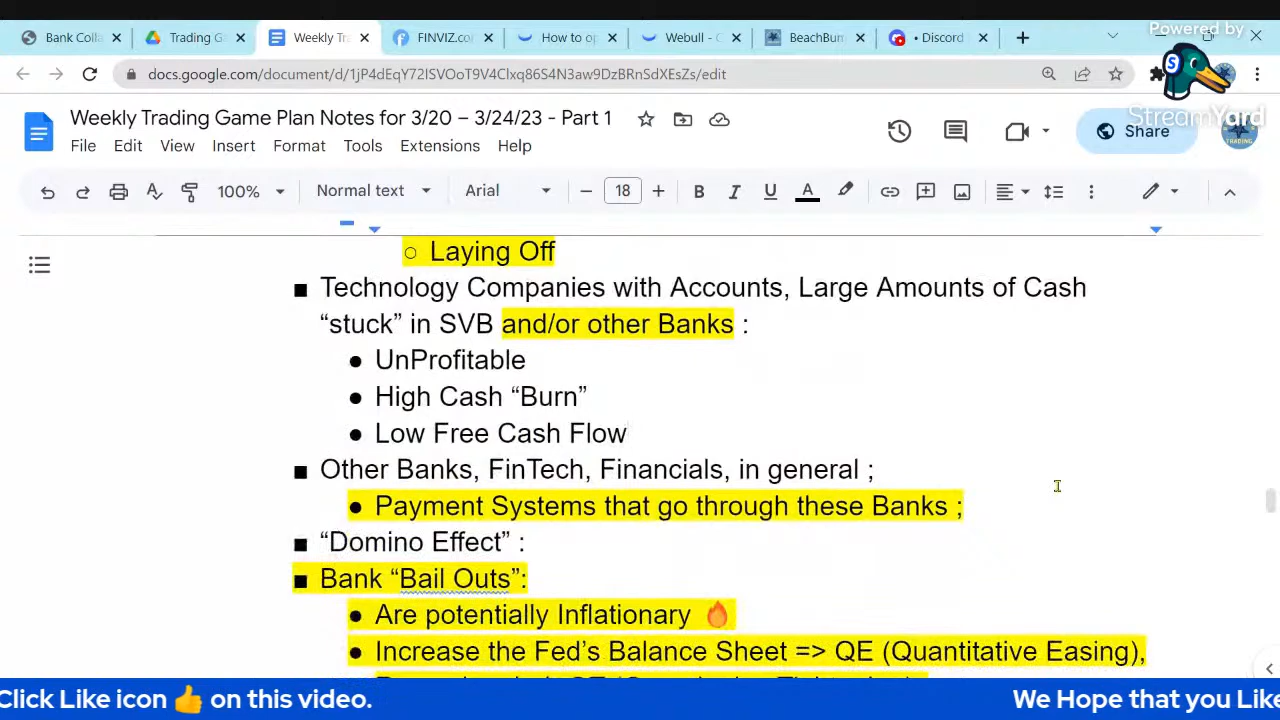 Powered by
StreamYard
Bank Colla
Trading G
Weekly Tr
FINVIZ.co
How to op
Webull - C
BeachBum
• Discord
docs.google.com/document/d/
/edit
Weekly Trading Game Plan Notes for 3/20 – 3/24/23 - Part 1
Share
File Edit View Insert Format Tools Extensions Help
100% Normal text Arial 18 B I U A
TRADING
○ Laying Off
■ Technology Companies with Accounts, Large Amounts of Cash
“stuck” in SVB and/or other Banks :
● UnProfitable
● High Cash “Burn”
● Low Free Cash Flow
■ Other Banks, FinTech, Financials, in general ;
● Payment Systems that go through these Banks ;
■ “Domino Effect” :
■ Bank “Bail Outs”:
● Are potentially Inflationary 🔥
● Increase the Fed’s Balance Sheet => QE (Quantitative Easing),
Click Like icon 👍 on this video. We Hope that you Like